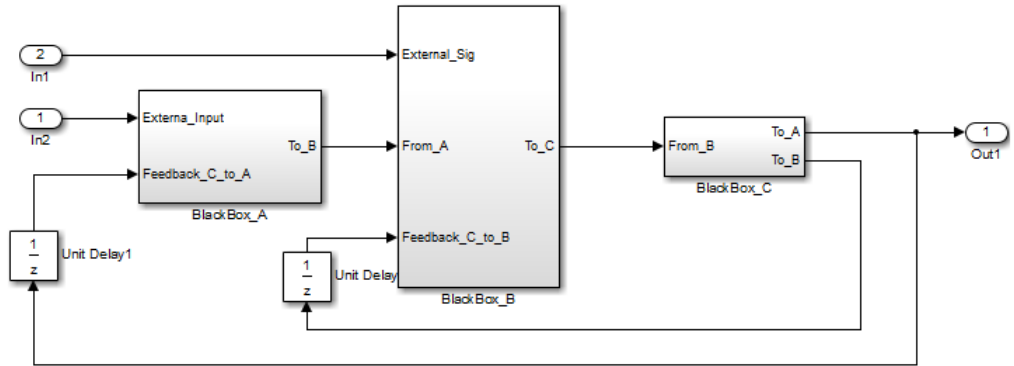 2
In1
External_Sig
1
In2
Externa_Input
To_B
Feedback_C_to_A
BlackBox_A
From_A
To_C
Feedback_C_to_B
BlackBox_B
From_B
To_A
To_B
BlackBox_C
1
Out1
1
z
Unit Delay1
1
z
Unit Delay